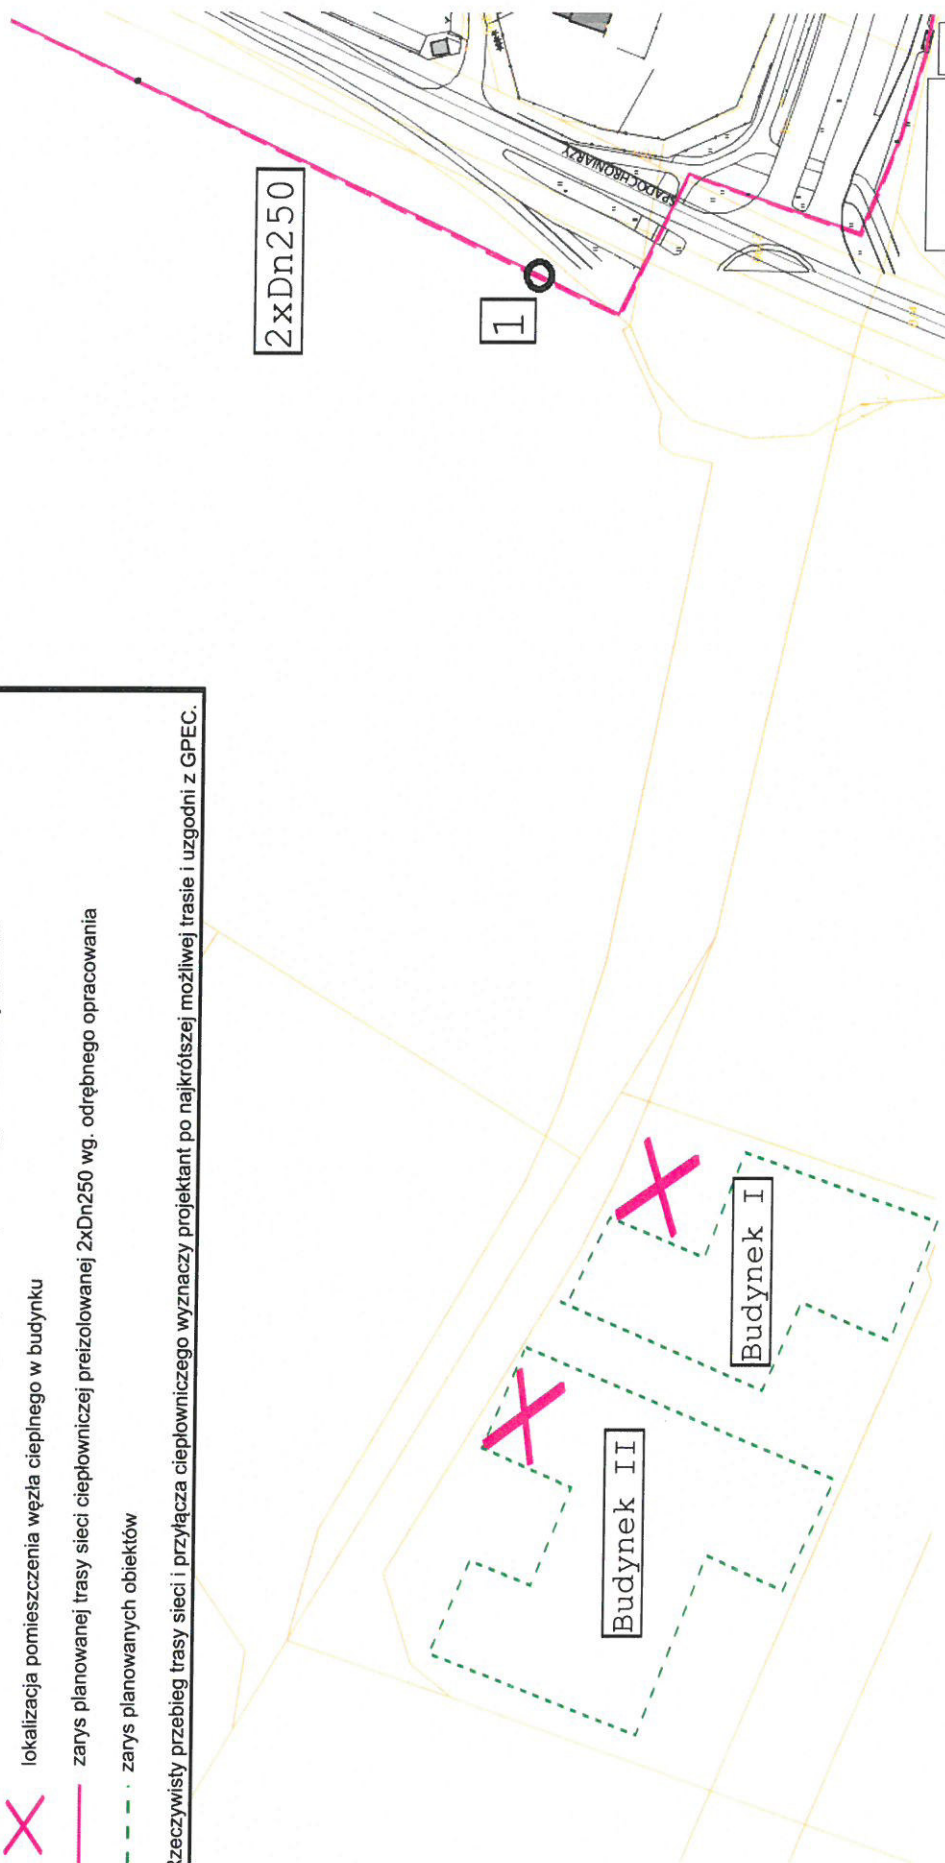 lokalizacja pomieszczenia węzła cieplnego w budynku
zarys planowanej trasy sieci ciepłowniczej preizolowanej 2xDn250 wg. odrębnego opracowania
zarys planowanych obiektów
Rzeczywisty przebieg trasy sieci i przyłącza ciepłowniczego wyznaczy projektant po najkrótszej możliwej trasie i uzgodni z GPEC.
2xDn250
1
SPADOCHRONIARZY
Budynek I
Budynek II